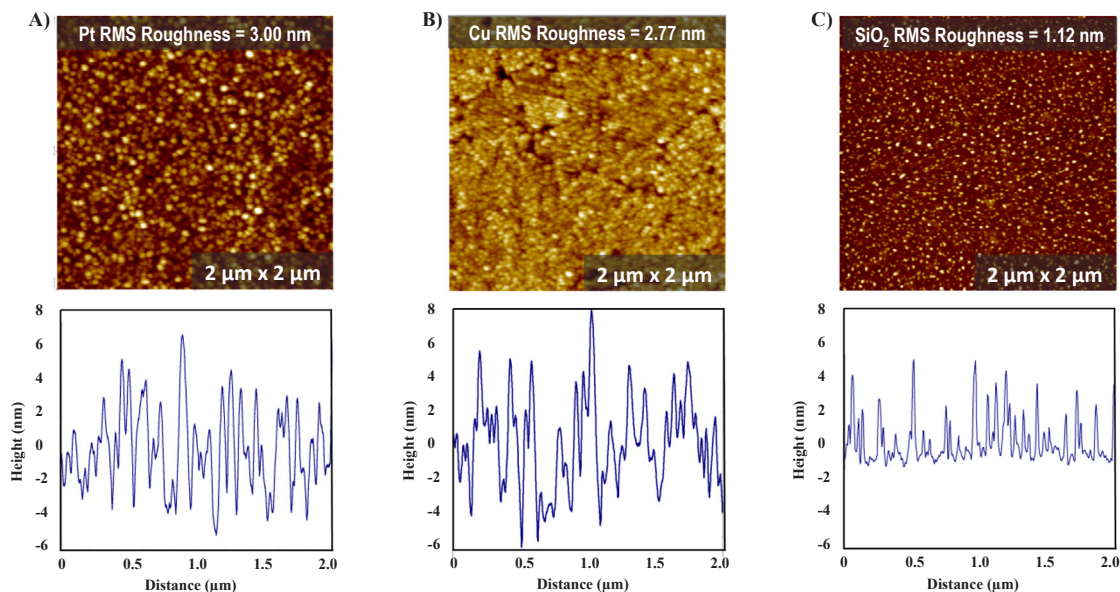 A)
Pt RMS Roughness = 3.00 nm
2 µm x 2 µm
8
6
4
2
0
-2
-4
-6
Height (nm)
0
0.5
1.0
1.5
2.0
Distance (µm)
B)
Cu RMS Roughness = 2.77 nm
2 µm x 2 µm
8
6
4
2
0
-2
-4
-6
Height (nm)
0
0.5
1.0
1.5
2.0
Distance (µm)
C)
SiO₂ RMS Roughness = 1.12 nm
2 µm x 2 µm
8
6
4
2
0
-2
-4
-6
Height (nm)
0
0.5
1.0
1.5
2.0
Distance (µm)